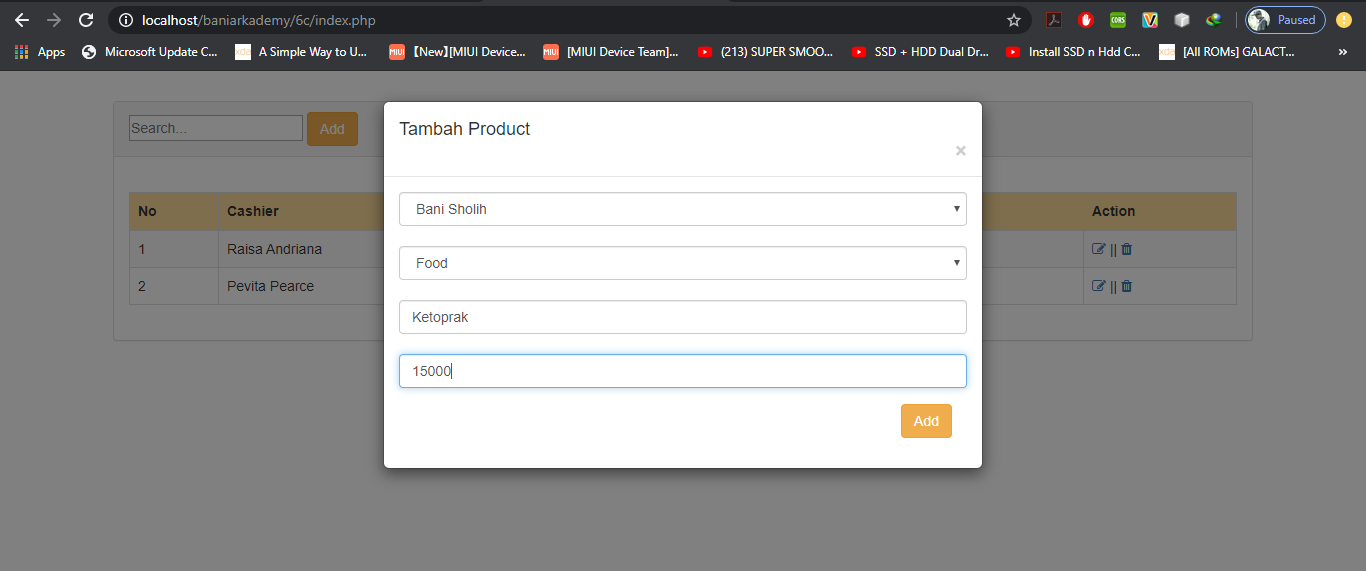 localhost/baniarkademy/6c/index.php
Paused
Apps
Microsoft Update C...
A Simple Way to U...
【New】[MIUI Device...
[MIUI Device Team]...
(213) SUPER SMOO...
SSD + HDD Dual Dr...
Install SSD n Hdd C...
[All ROMs] GALACT...
»
Search...
Add
Tambah Product
×
Bani Sholih
Food
Ketoprak
15000
Add
No
Cashier
Action
1
Raisa Andriana
||
2
Pevita Pearce
||